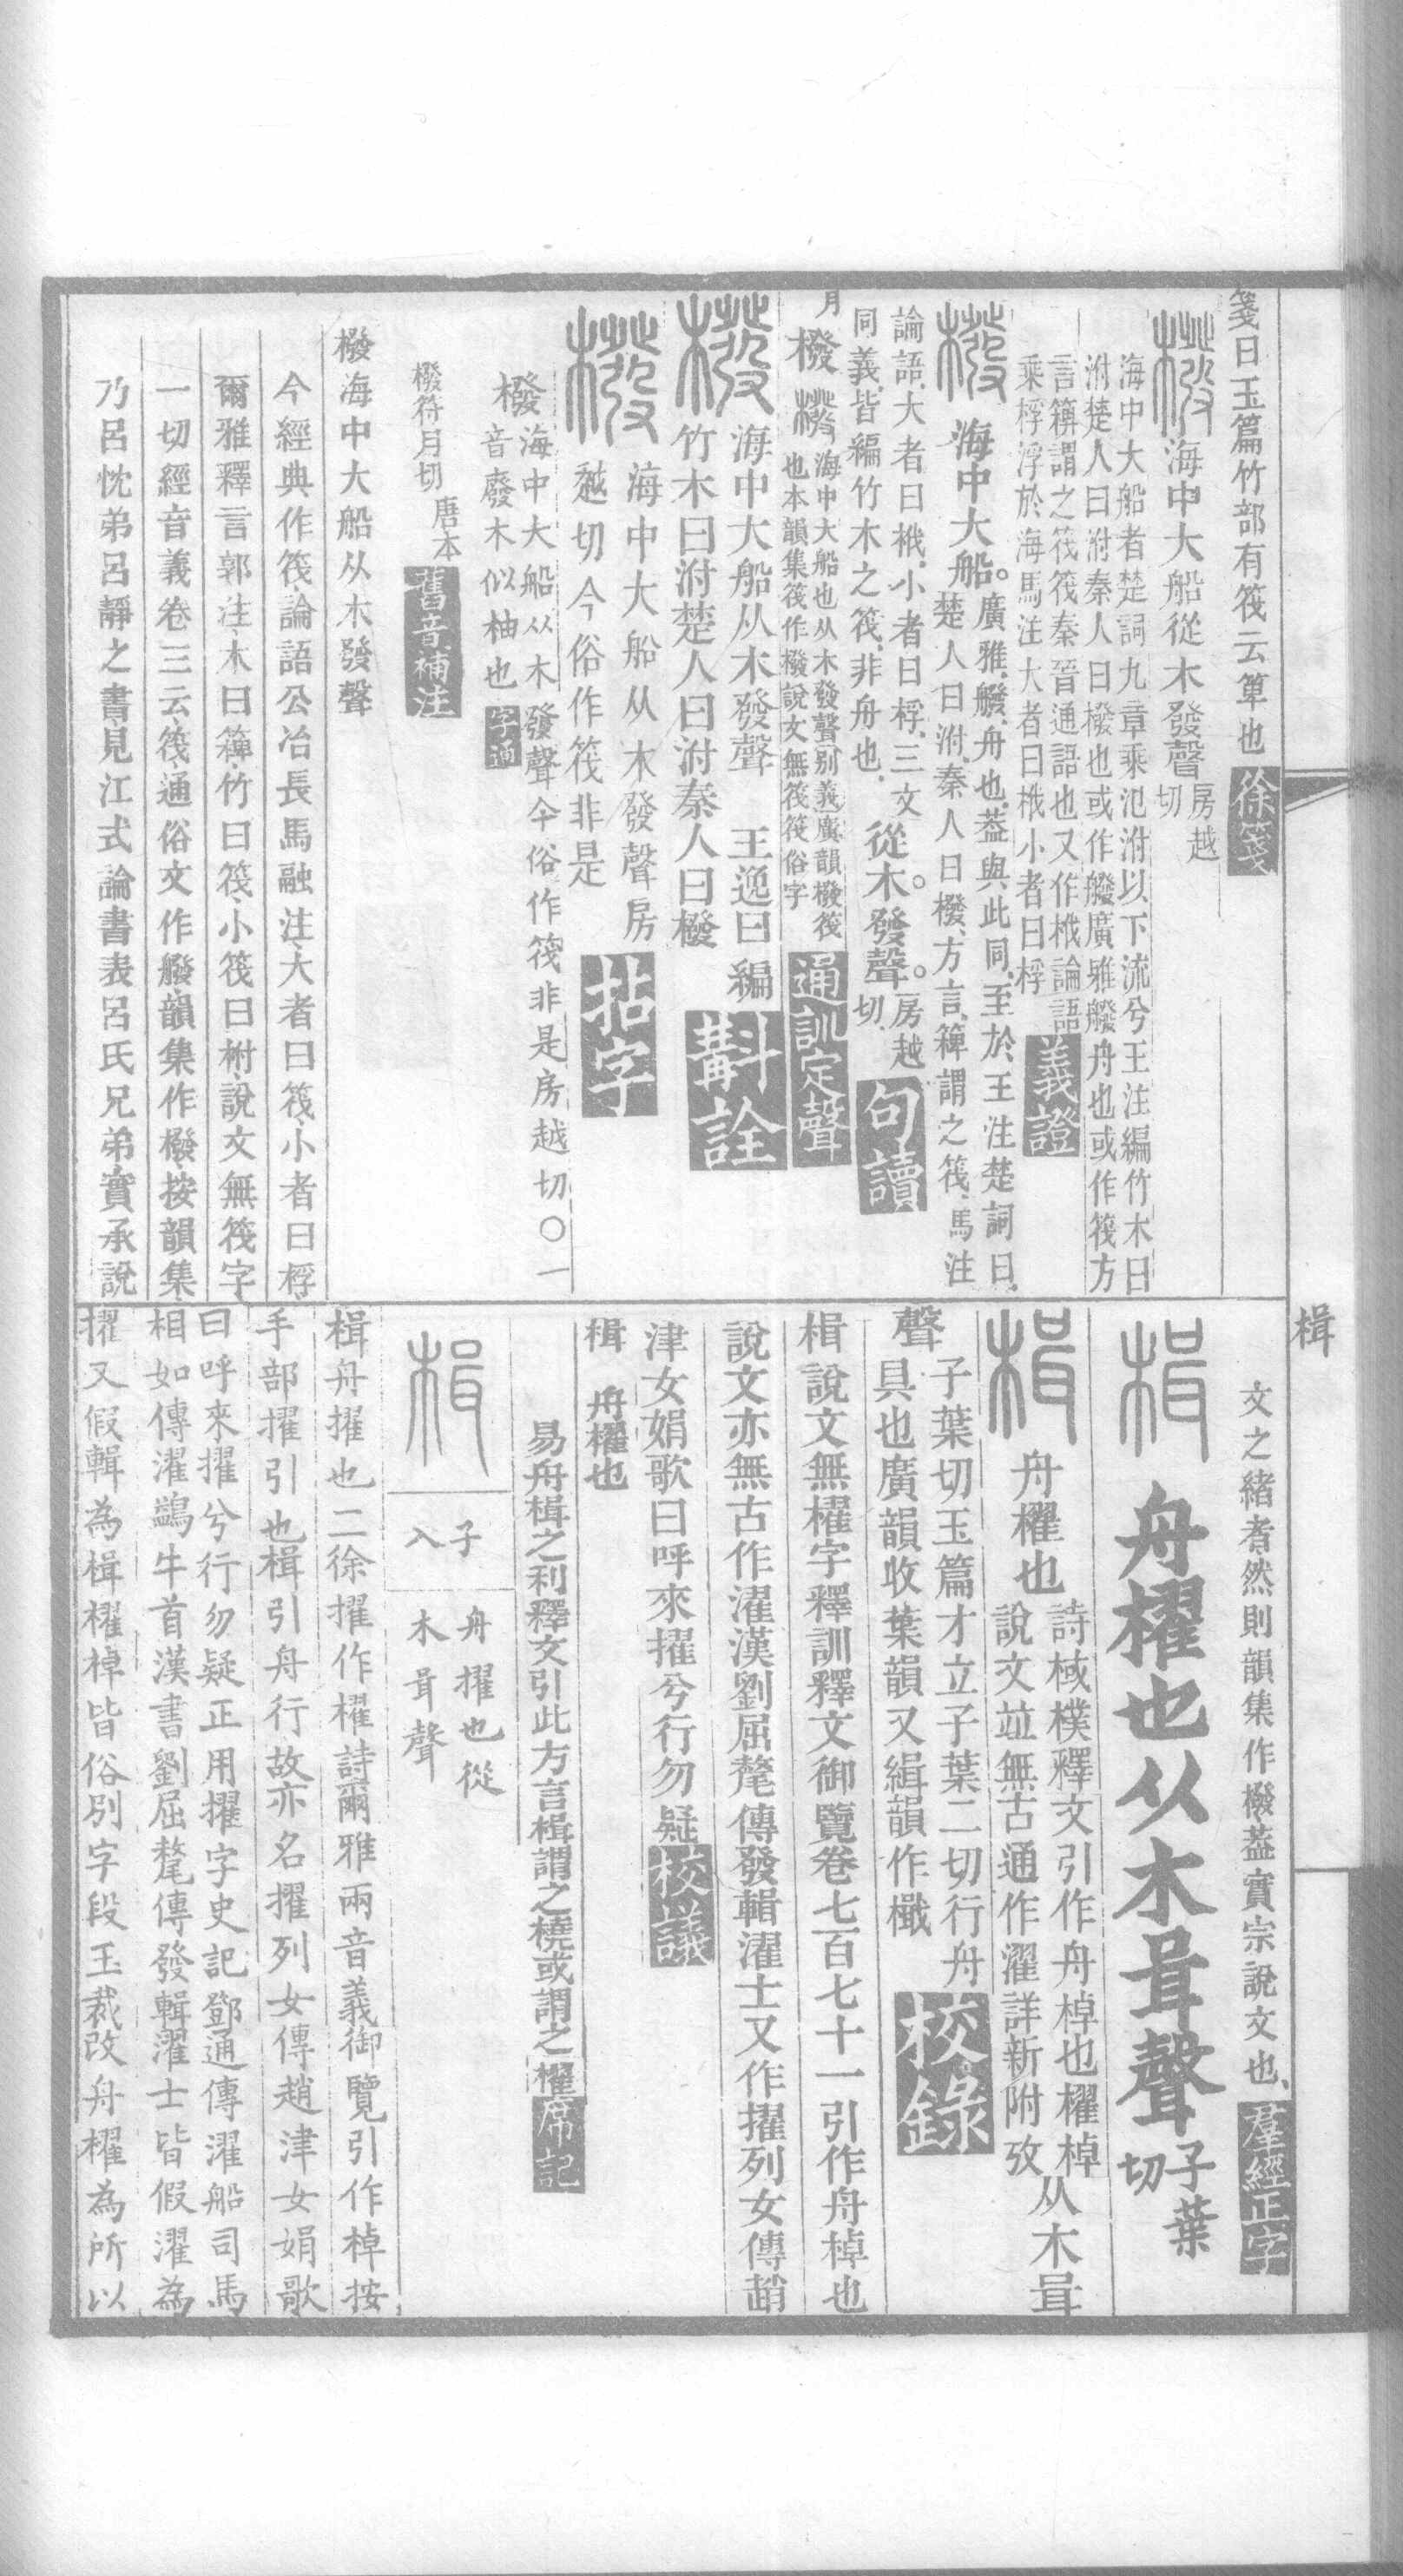 箋曰玉篇竹部有筏云箄也 徐箋
橃 海中大船從木發聲 房越切
海中大船者楚詞九章乘氾泭以下流兮王注編竹木曰
泭楚人曰泭秦人曰橃也或作䑔廣雅䑔舟也或作筏方
言簰謂之筏筏秦晉通語也又作栰論語
乘桴浮於海馬注大者曰栰小者曰桴 義證
橃 海中大船。廣雅、䑔、舟也、葢與此同、至於王注楚詞曰、
楚人曰泭、秦人曰橃、方言、簰謂之筏、馬注
論語、大者曰栰、小者曰桴、三文
同義、皆編竹木之筏、非舟也、
從木。發聲。房越切、 句讀
月
橃 橃海中大船也从木發聲別義廣韻橃筏
也本韻集筏作橃說文無筏筏俗字 通訓定聲
橃 海中大船从木發聲 王逸曰編
竹木曰泭楚人曰泭秦人曰橃 斠詮
橃 海中大船从木發聲房
越切今俗作筏非是 拈字
橃海中大船从木發聲今俗作筏非是房越切〇一
音廢木似柚也 字通
橃符月切 唐本 舊音補注
橃海中大船从木發聲
今經典作筏、論語公冶長馬融注、大者曰筏、小者曰桴、
爾雅釋言郭注、木曰簰、竹曰筏、小筏曰柎、說文無筏字
一切經音義卷三云、筏、通俗文作䑔、韻集作橃、按韻集
乃呂忱弟呂靜之書、見江式論書表、呂氏兄弟實承說
楫
文之緒者、然則韻集作橃、葢實宗說文也、 羣經正字
楫 舟櫂也从木咠聲 子葉切
楫 舟櫂也 詩棫樸釋文引作舟棹也櫂棹
說文並無古通作濯詳新附攷 从木咠
聲 子葉切玉篇才立子葉二切行舟
具也廣韻收葉韻又緝韻作檝 校錄
楫 說文無櫂字釋訓釋文御覽卷七百七十一引作舟棹也
說文亦無古作濯漢劉屈氂傳發輯濯士又作擢列女傳趙
津女娟歌曰呼來擢兮行勿疑 校議
楫 舟櫂也
易舟楫之利釋文引此方言楫謂之橈或謂之櫂 席記
楫 子入 舟擢也從
木咠聲
楫舟擢也二徐擢作櫂詩爾雅兩音義御覽引作棹按
手部擢引也楫引舟行故亦名擢列女傳趙津女娟歌
曰呼來擢兮行勿疑正用擢字史記鄧通傳濯船司馬
相如傳濯鷁牛首漢書劉屈氂傳發輯濯士皆假濯為
擢又假輯為楫櫂棹皆俗別字段玉裁改舟櫂為所以